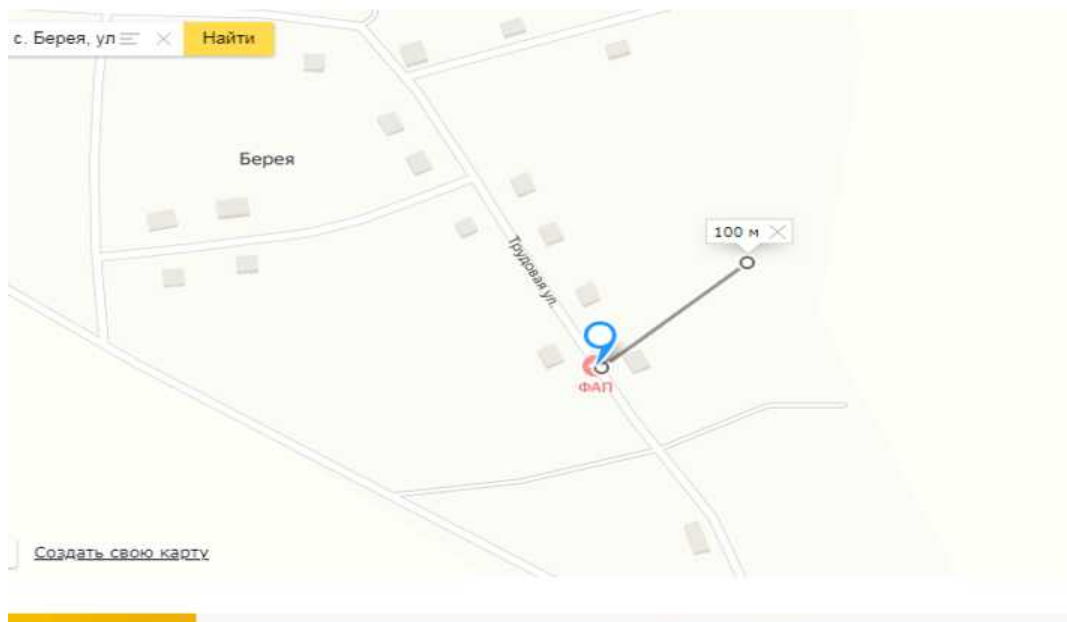 с. Берея, ул
Найти
Берея
100 м
Трудовая ул.
ФАП
Создать свою карту